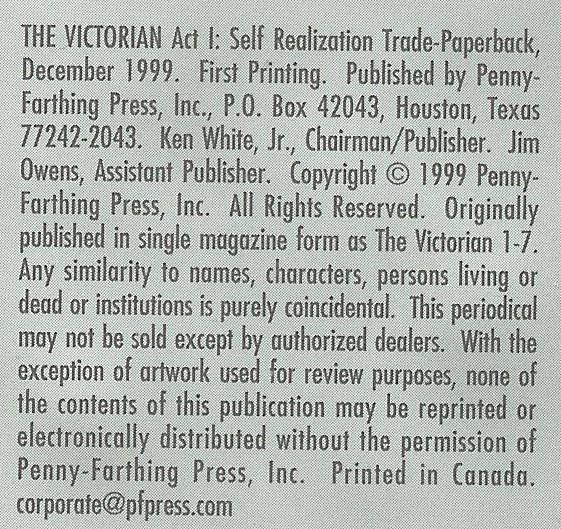 THE VICTORIAN Act I: Self Realization Trade-Paperback,
December 1999. First Printing. Published by Penny-
Farthing Press, Inc., P.O. Box 42043, Houston, Texas
77242-2043. Ken White, Jr., Chairman/Publisher. Jim
Owens, Assistant Publisher. Copyright © 1999 Penny-
Farthing Press, Inc. All Rights Reserved. Originally
published in single magazine form as The Victorian 1-7.
Any similarity to names, characters, persons living or
dead or institutions is purely coincidental. This periodical
may not be sold except by authorized dealers. With the
exception of artwork used for review purposes, none of
the contents of this publication may be reprinted or
electronically distributed without the permission of
Penny-Farthing Press, Inc. Printed in Canada.
corporate@pfpress.com